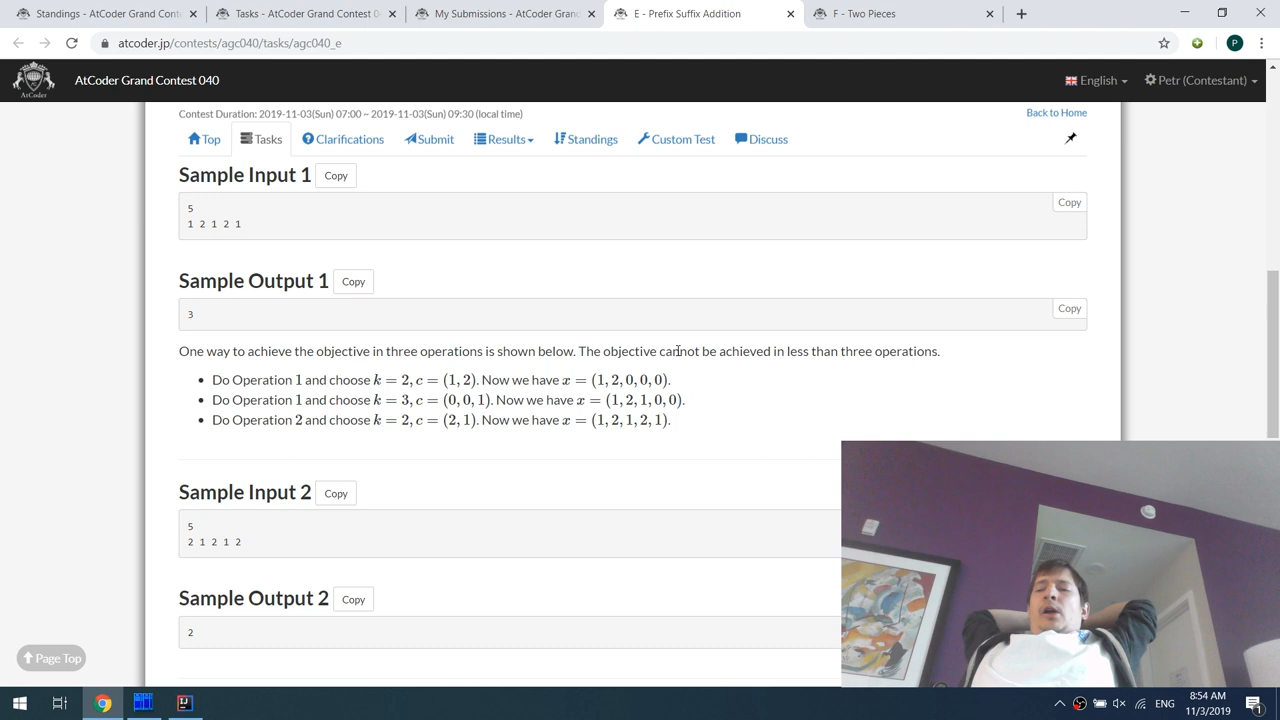 Standings - AtCoder Grand Cont
Tasks - AtCoder Grand Contest 0
My Submissions - AtCoder Gran
E - Prefix Suffix Addition
F - Two Pieces
atcoder.jp/contests/agc040/tasks/agc040_e
P
AtCoder Grand Contest 040
English
Petr (Contestant)
Contest Duration: 2019-11-03(Sun) 07:00 ~ 2019-11-03(Sun) 09:30 (local time)
Back to Home
Top
Tasks
Clarifications
Submit
Results
Standings
Custom Test
Discuss
Sample Input 1
Copy
Copy
5
1 2 1 2 1
Sample Output 1
Copy
Copy
3
One way to achieve the objective in three operations is shown below. The objective cannot be achieved in less than three operations.
• Do Operation 1 and choose k = 2, c = (1, 2). Now we have x = (1, 2, 0, 0, 0).
• Do Operation 1 and choose k = 3, c = (0, 0, 1). Now we have x = (1, 2, 1, 0, 0).
• Do Operation 2 and choose k = 2, c = (2, 1). Now we have x = (1, 2, 1, 2, 1).
Sample Input 2
Copy
5
2 1 2 1 2
Sample Output 2
Copy
2
Page Top
ENG
8:54 AM
11/3/2019